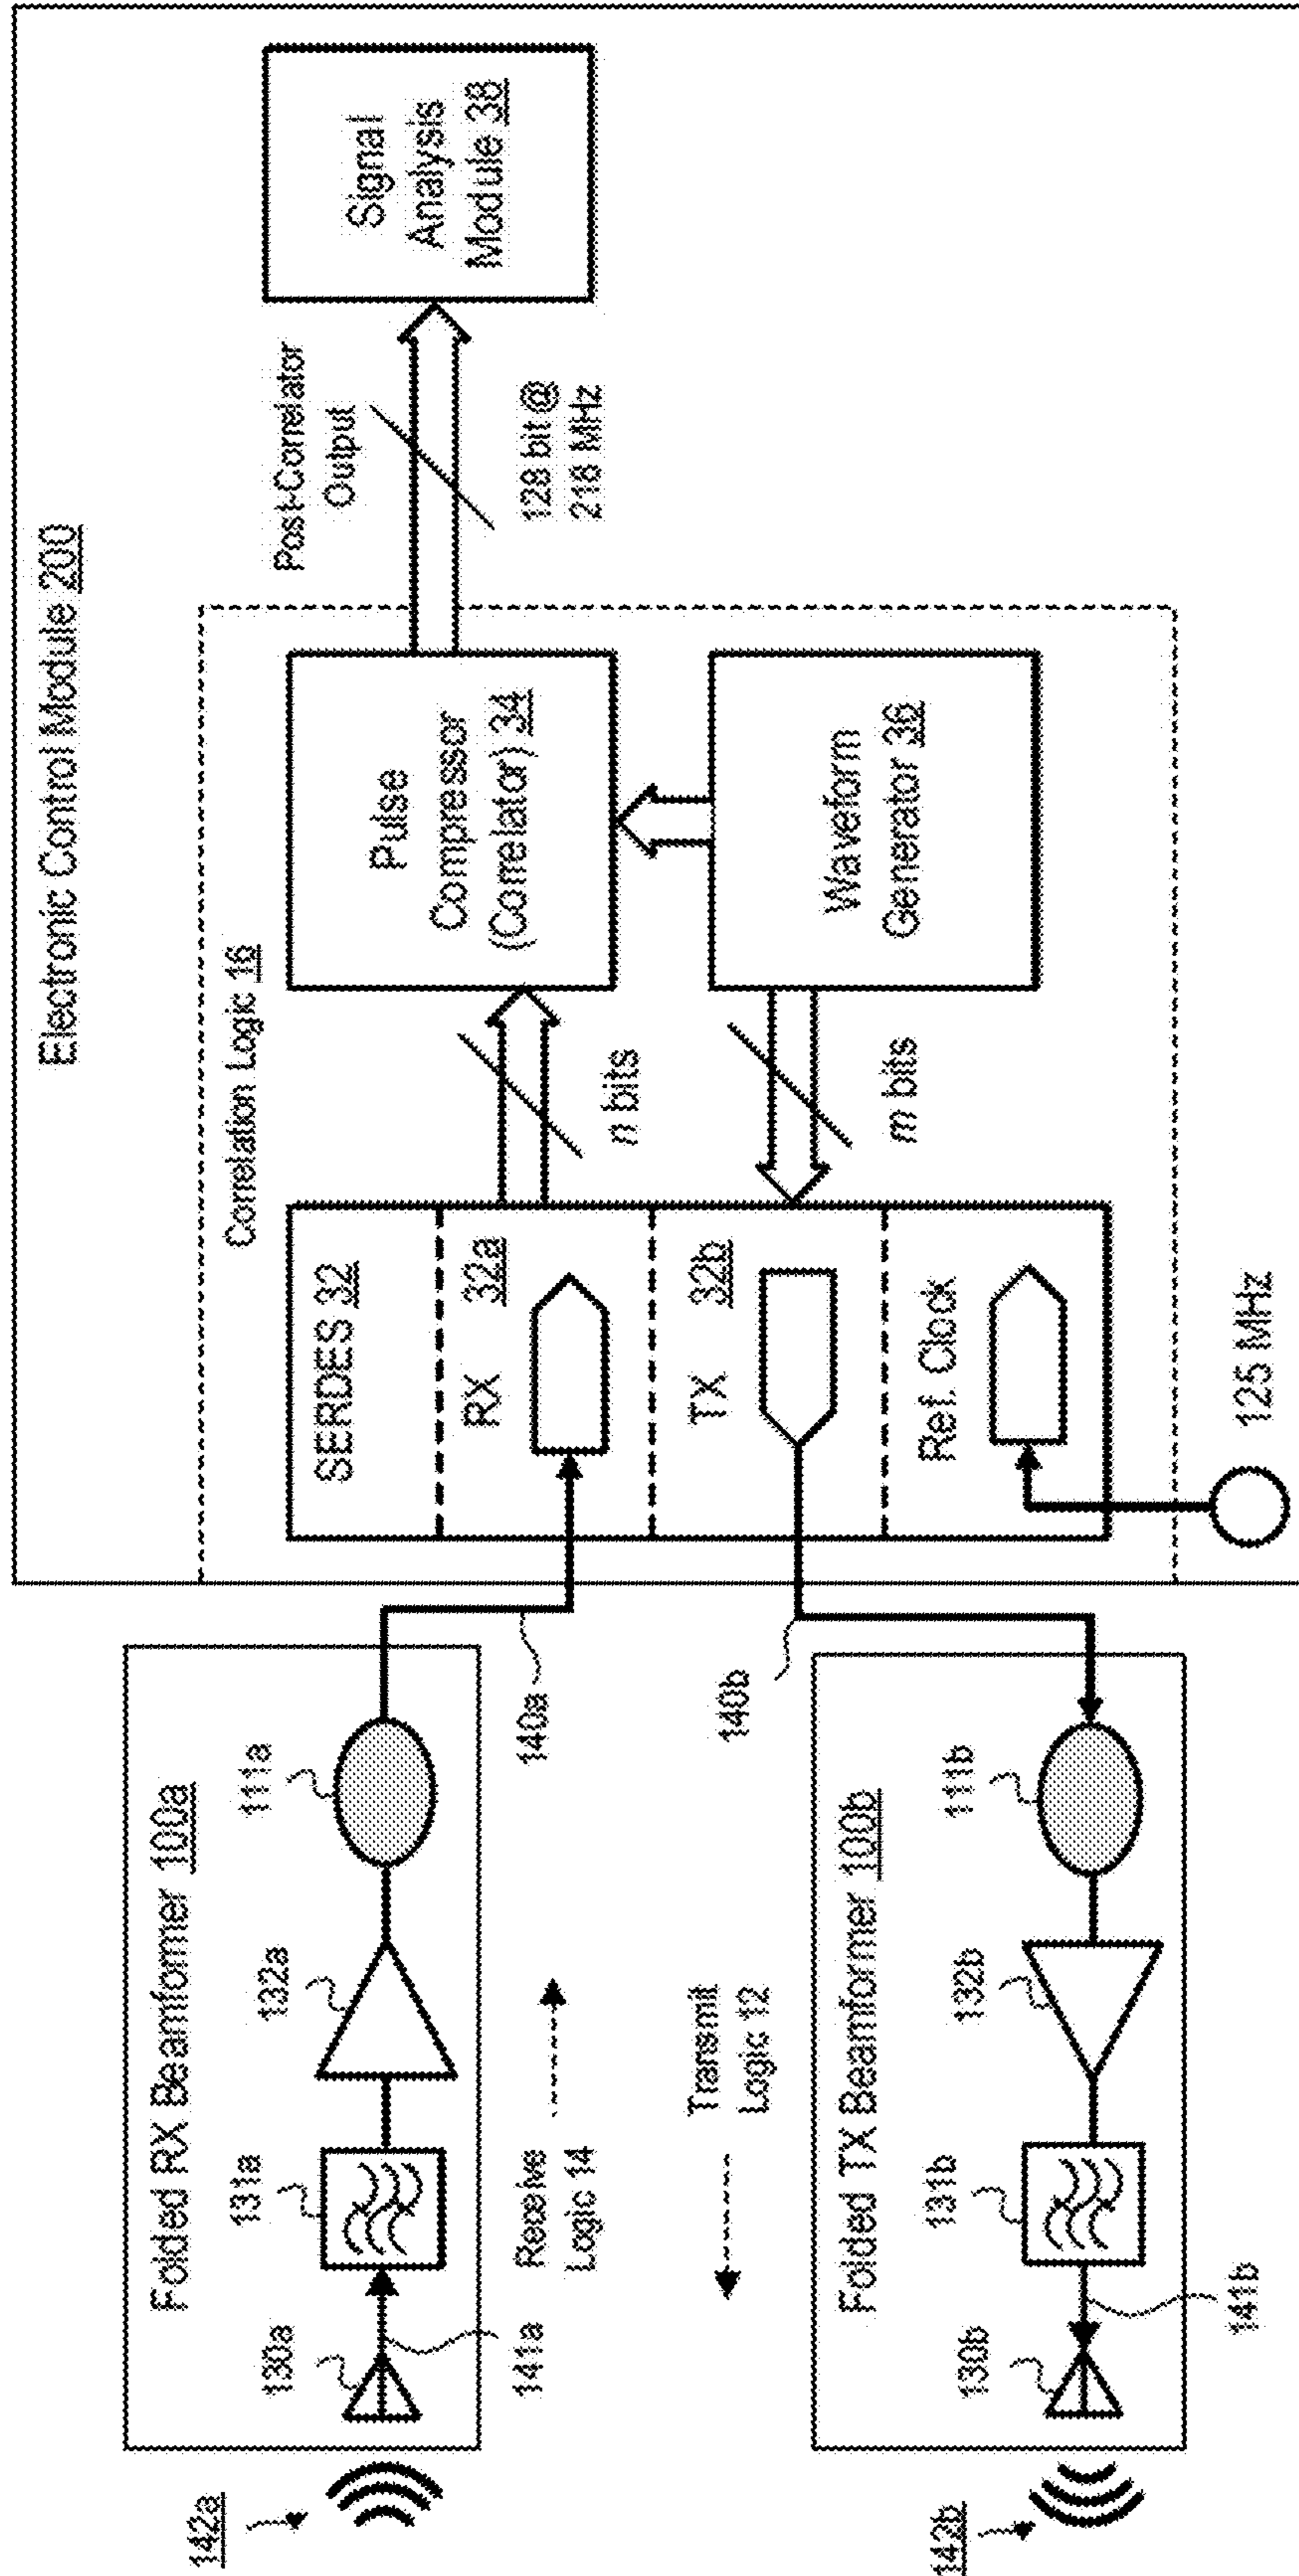 Electronic Control Module 200
Correlation Logic 16
Folded RX Beamformer 100a
142a
130a
131a
132a
111a
141a
140a
Receive
Logic 14
SERDES 32
RX
32a
TX
32b
Ref. Clock
125 MHz
n bits
m bits
Pulse
Compressor
(Correlator) 34
Waveform
Generator 36
Post-Correlator
Output
128 bit @
216 MHz
Signal
Analysis
Module 38
Transmit
Logic 12
140b
Folded TX Beamformer 100b
142b
130b
131b
132b
111b
141b